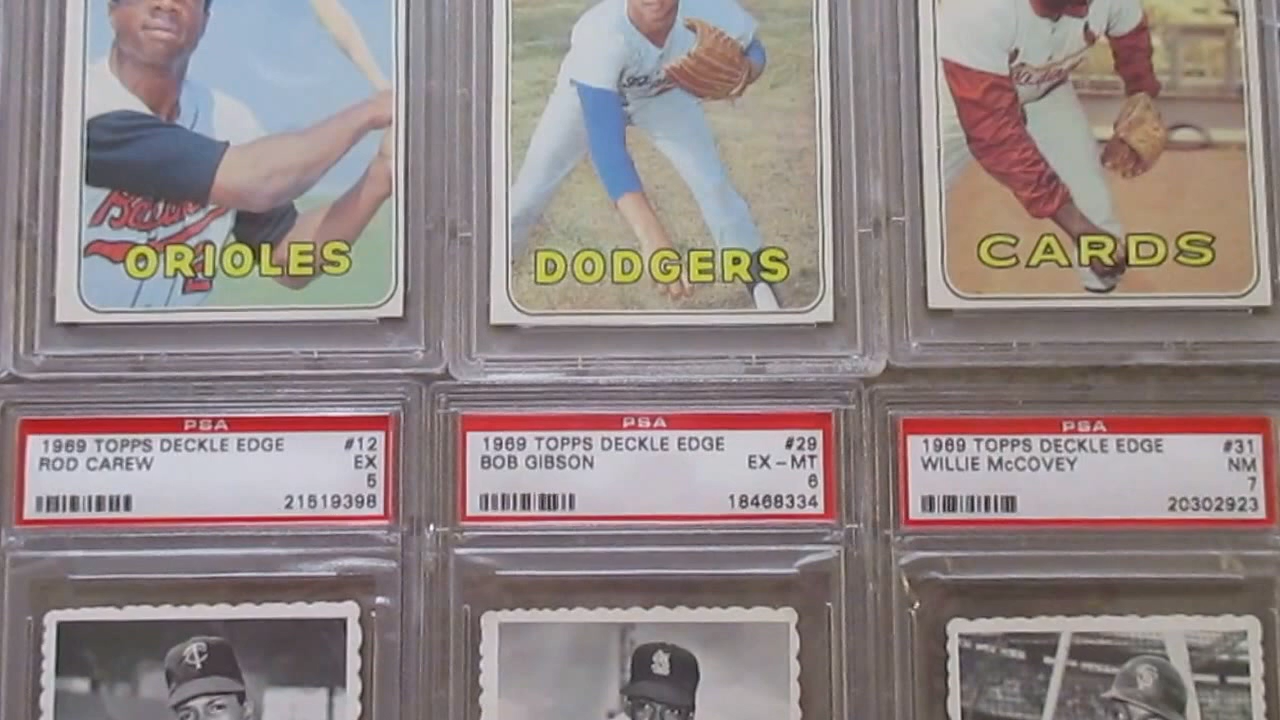 ORIOLES
DODGERS
CARDS
PSA
1969 TOPPS DECKLE EDGE #12
ROD CAREW EX
5
21519398
PSA
1969 TOPPS DECKLE EDGE #29
BOB GIBSON EX-MT
6
18468334
PSA
1969 TOPPS DECKLE EDGE #31
WILLIE McCOVEY NM
7
20302923